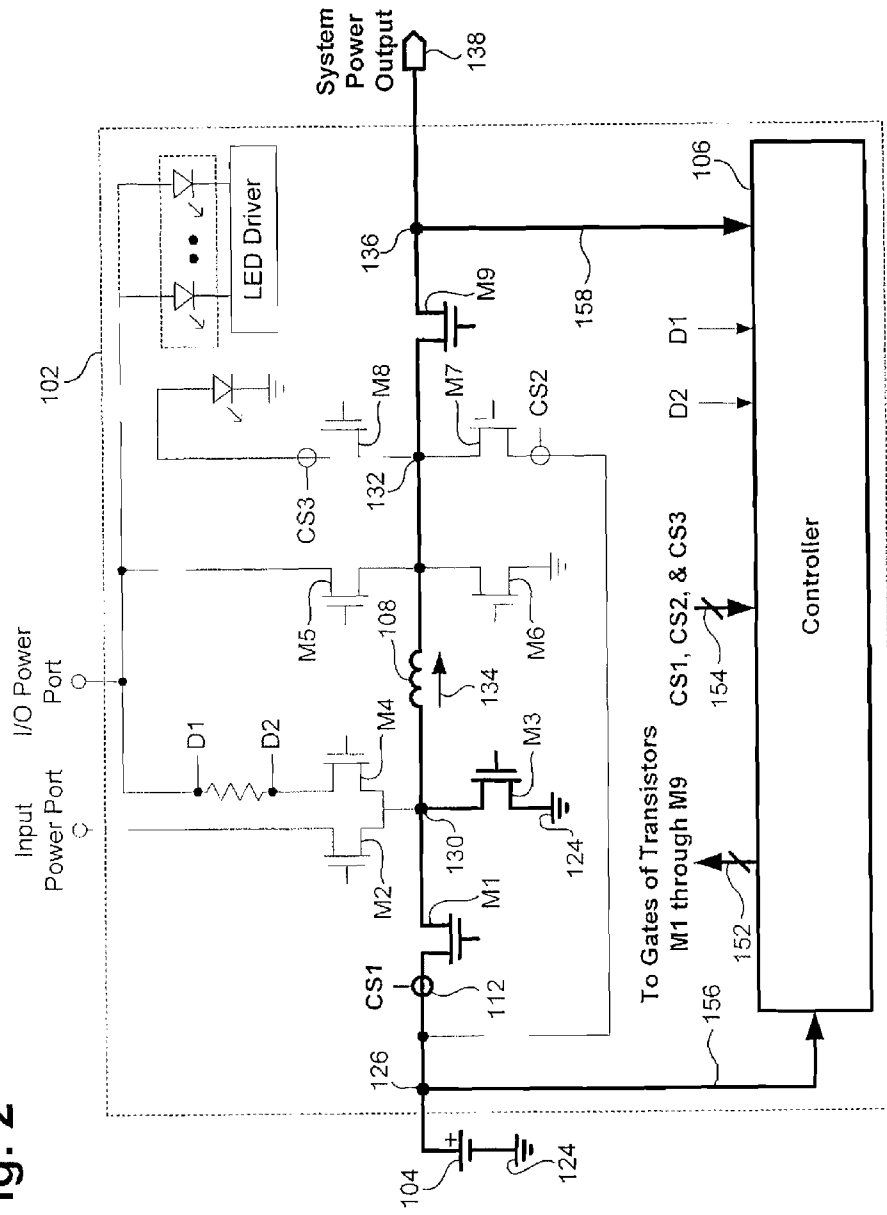 Fig. 2
102
Input
Power Port
I/O Power
Port
System
Power
Output
138
LED Driver
D1
D2
M2
M4
M5
CS3
M8
M9
136
M7
CS2
132
M6
108
134
M3
130
124
M1
CS1
112
126
104
+
124
158
D1
D2
CS1, CS2, & CS3
154
To Gates of Transistors
M1 through M9
152
156
106
Controller